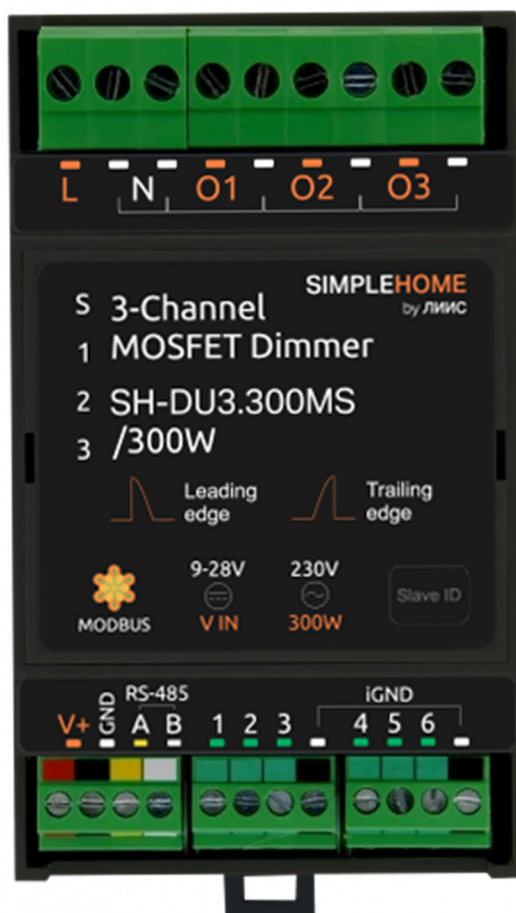 L N O1 O2 O3
SIMPLEHOME
by ЛИИС
S 3-Channel
1 MOSFET Dimmer
2 SH-DU3.300MS
3 /300W
Leading edge
Trailing edge
9-28V
230V
MODBUS
V IN
300W
Slave ID
RS-485
iGND
V+ GND A B 1 2 3 4 5 6